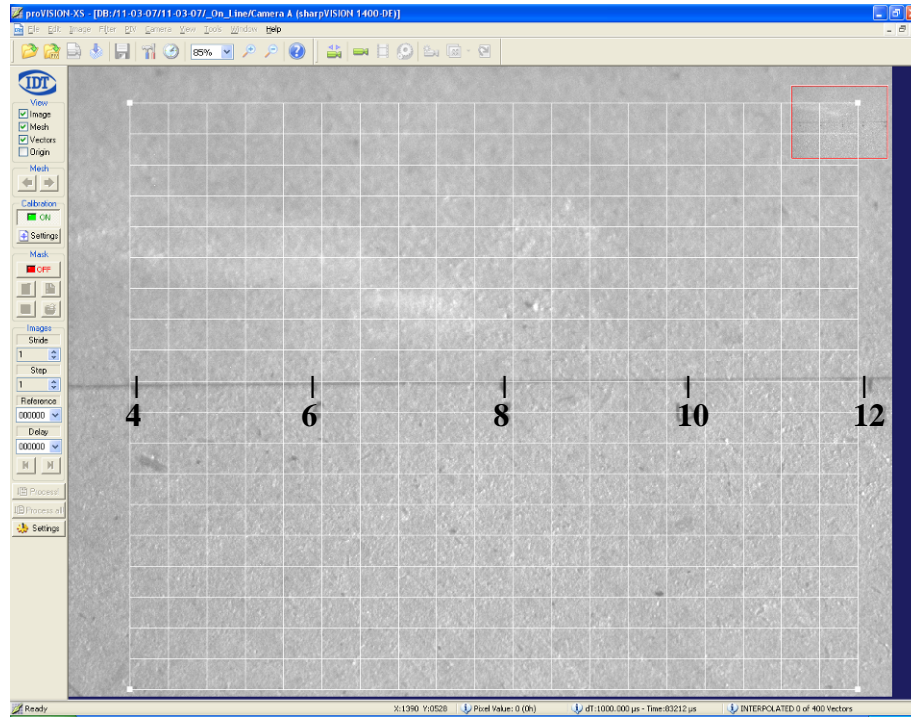 proVISION-XS - [DB:/11-03-07/11-03-07/_On_Line/Camera A (sharpVISION 1400-DE)]
File Edit Image Filter PIV Camera View Tools Window Help
85%
IDT
View
Image
Mesh
Vectors
Origin
Mesh
Calibration
ON
Settings
Mask
OFF
Images
Stride
1
Step
1
Reference
000000
Delay
000000
Process!
Process all
Settings
4 6 8 10 12
Ready X:1390 Y:0528 Pixel Value: 0 (0h) dT:1000.000 µs - Time:83212 µs INTERPOLATED 0 of 400 Vectors